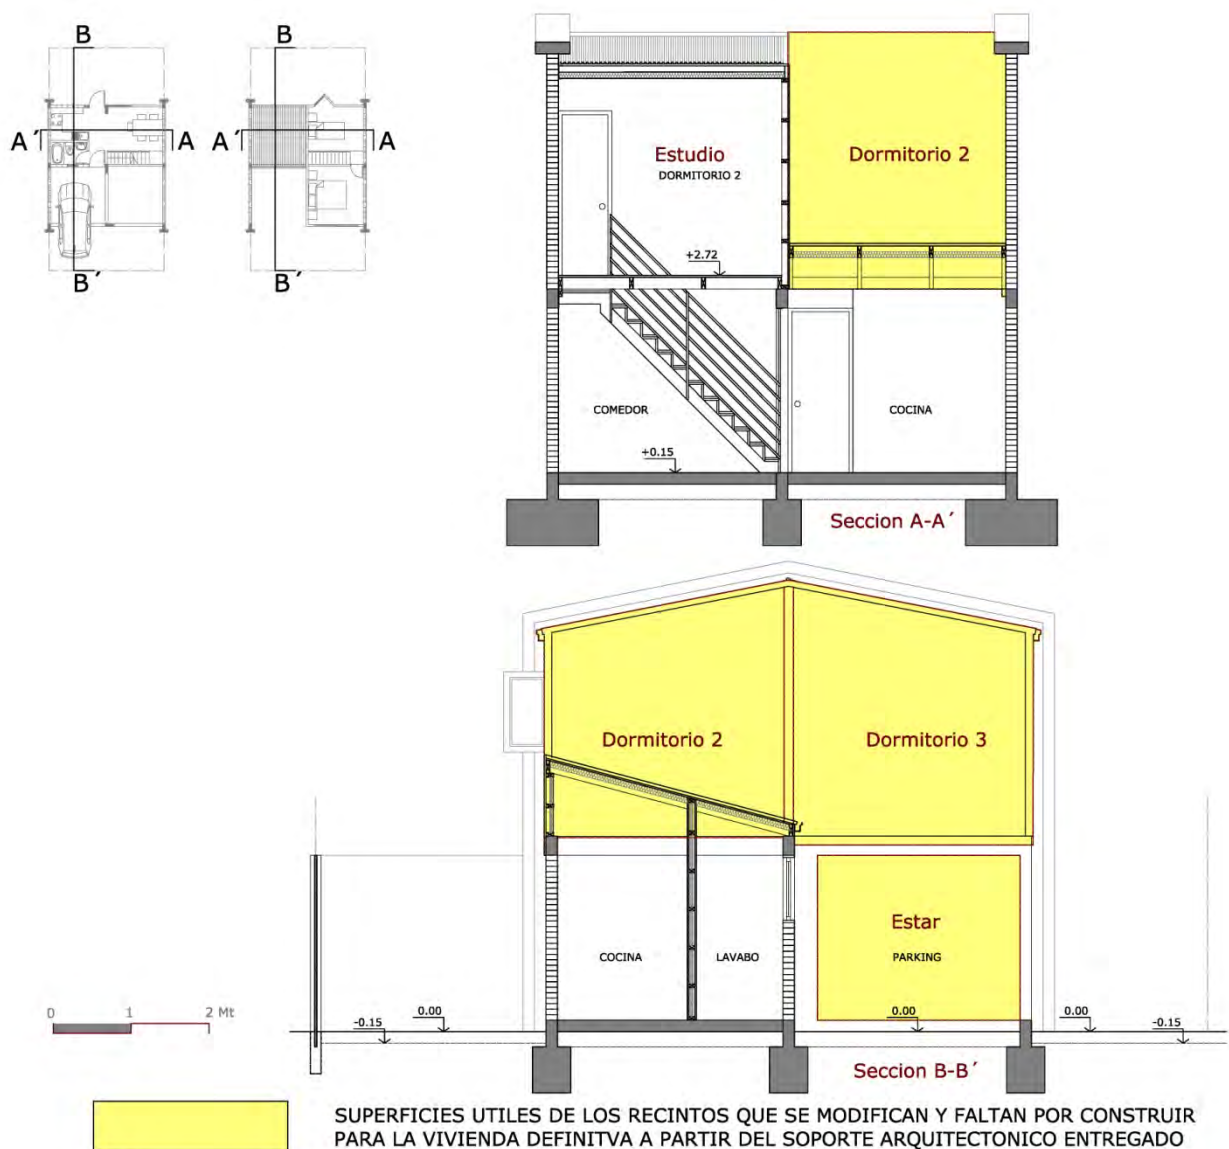 B
B
A´
A
A´
A
B´
B´
Estudio
DORMITORIO 2
Dormitorio 2
+2.72
COMEDOR
COCINA
+0.15
Seccion A-A´
Dormitorio 2
Dormitorio 3
Estar
COCINA
LAVABO
PARKING
0
1
2 Mt
-0.15
0.00
0.00
0.00
-0.15
Seccion B-B´
SUPERFICIES UTILES DE LOS RECINTOS QUE SE MODIFICAN Y FALTAN POR CONSTRUIR
PARA LA VIVIENDA DEFINITVA A PARTIR DEL SOPORTE ARQUITECTONICO ENTREGADO